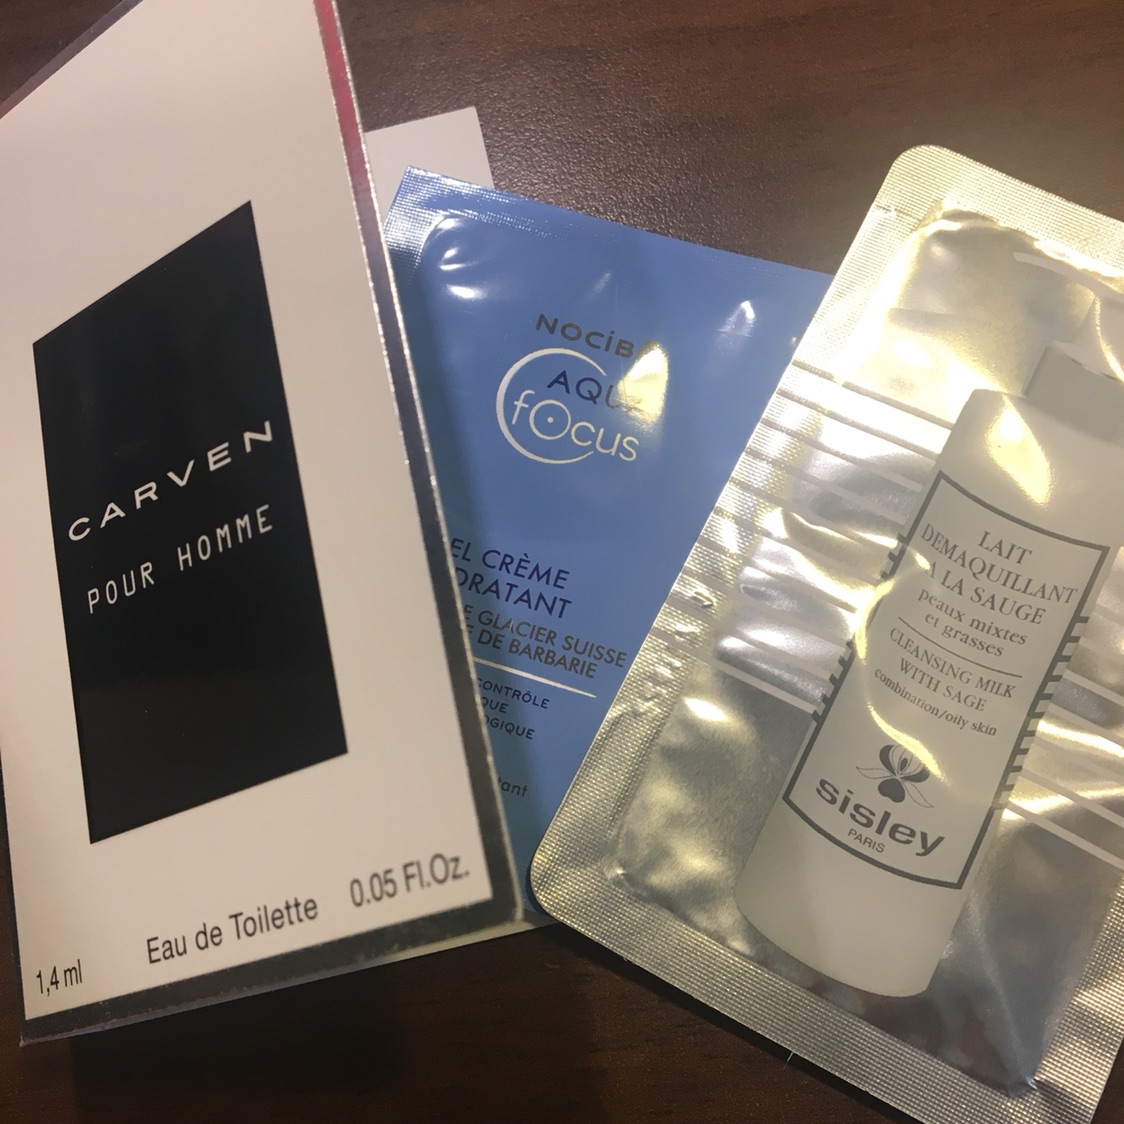 CARVEN
POUR HOMME
1,4 ml
Eau de Toilette
0.05 Fl.Oz.
AQUA
fOcus
CRÈME
GLACIER SUISSE
DE BARBARIE
CONTRÔLE
LAIT
DEMAQUILLANT
A LA SAUGE
peaux mixtes
et grasses
CLEANSING MILK
WITH SAGE
combination/oily skin
sisley
PARIS